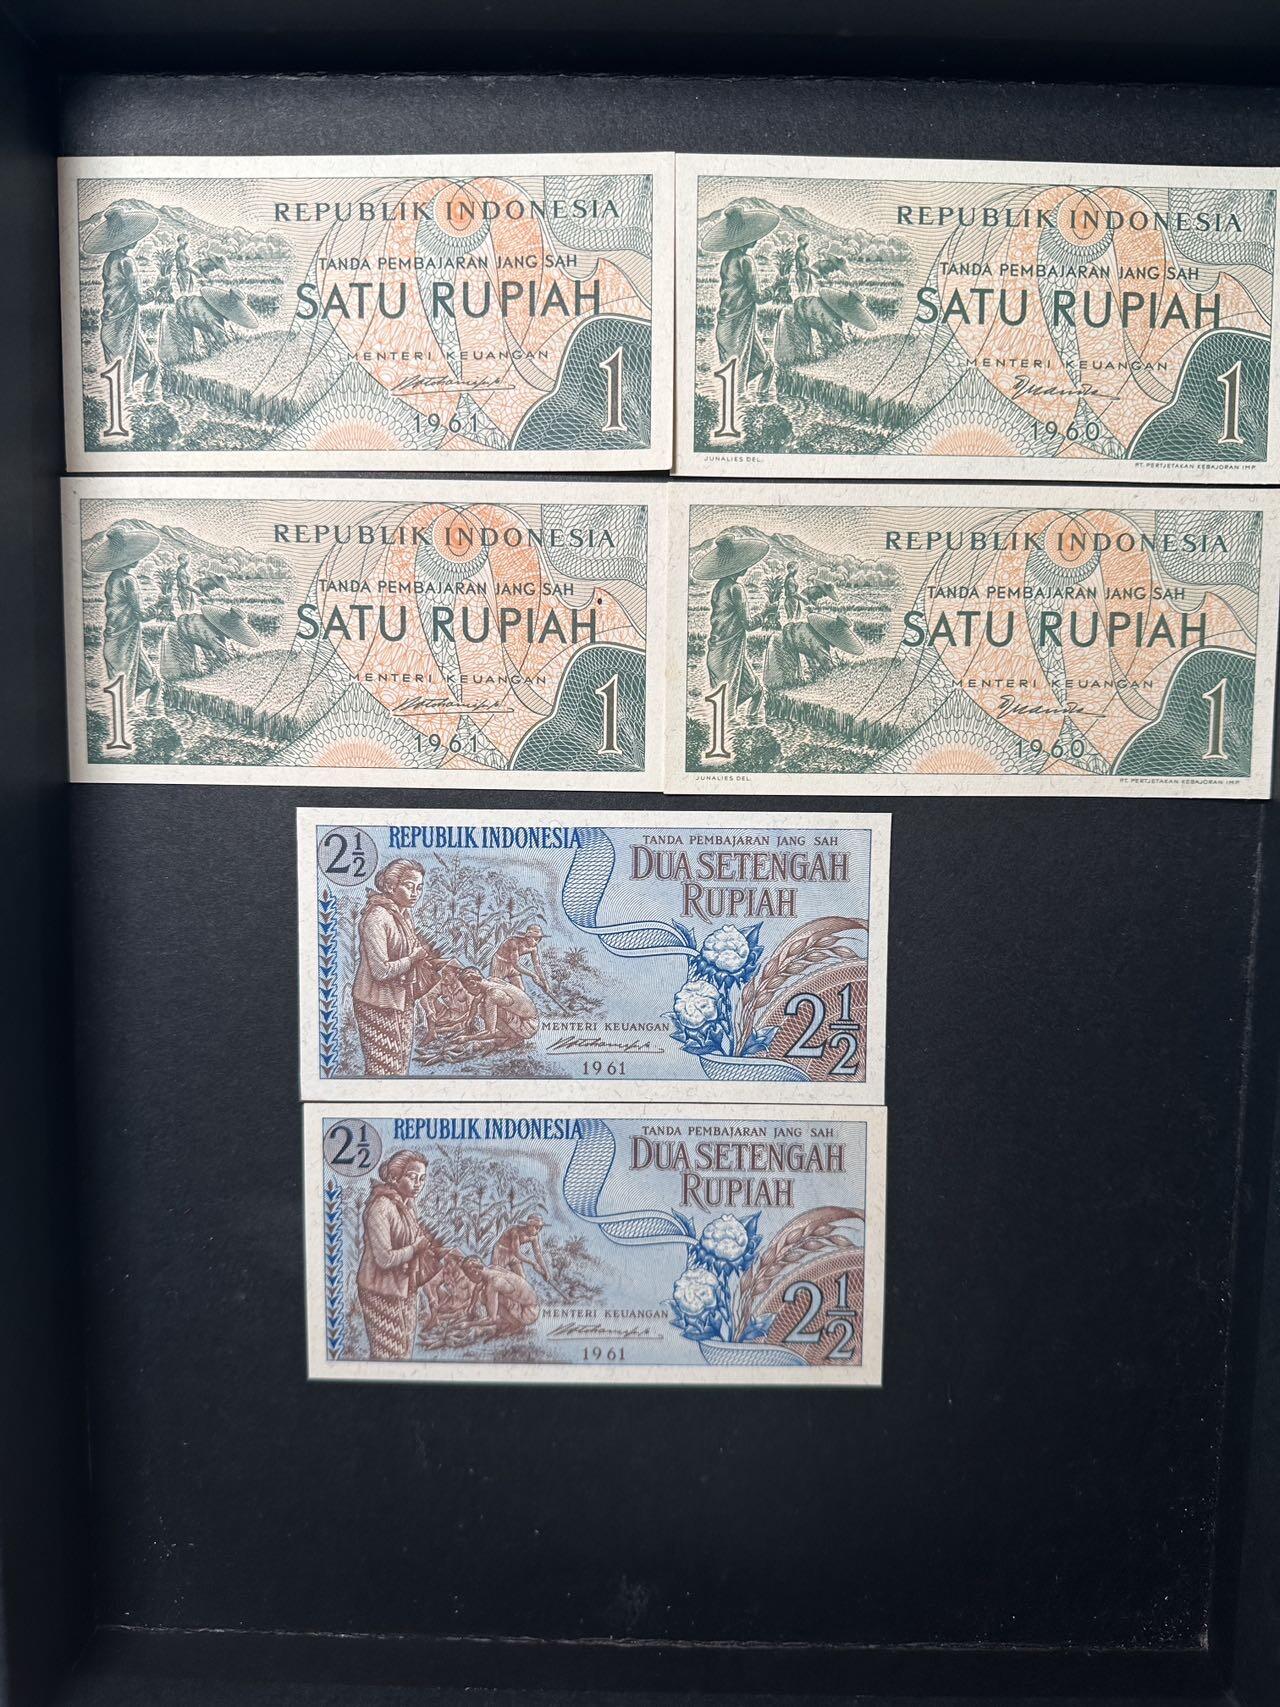 REPUBLIK INDONESIA
TANDA PEMBAJARAN JANG SAH
SATU RUPIAH
MENTERI KEUANGAN
1961
1 1
REPUBLIK INDONESIA
TANDA PEMBAJARAN JANG SAH
SATU RUPIAH
MENTERI KEUANGAN
1960
1 1
JUNALIES DEL. PT. PERTJETAKAN KEBAJORAN IMP.
REPUBLIK INDONESIA
TANDA PEMBAJARAN JANG SAH
SATU RUPIAH
MENTERI KEUANGAN
1961
1 1
REPUBLIK INDONESIA
TANDA PEMBAJARAN JANG SAH
SATU RUPIAH
MENTERI KEUANGAN
1960
1 1
JUNALIES DEL. PT. PERTJETAKAN KEBAJORAN IMP.
2½ REPUBLIK INDONESIA
TANDA PEMBAJARAN JANG SAH
DUA SETENGAH
RUPIAH
MENTERI KEUANGAN
1961
2½
2½ REPUBLIK INDONESIA
TANDA PEMBAJARAN JANG SAH
DUA SETENGAH
RUPIAH
MENTERI KEUANGAN
1961
2½